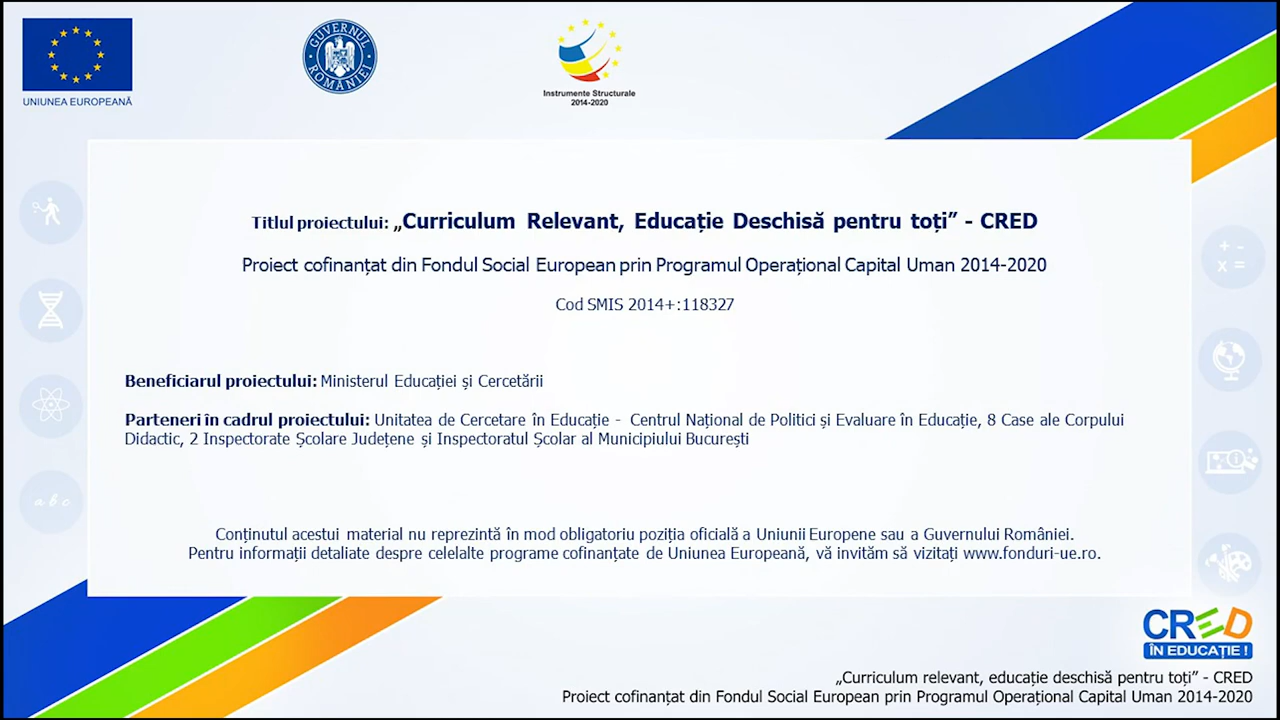 UNIUNEA EUROPEANĂ
GUVERNUL ROMÂNIEI
Instrumente Structurale
2014-2020
Titlul proiectului: „Curriculum Relevant, Educație Deschisă pentru toți” - CRED
Proiect cofinanțat din Fondul Social European prin Programul Operațional Capital Uman 2014-2020
Cod SMIS 2014+:118327
Beneficiarul proiectului: Ministerul Educației și Cercetării
Parteneri în cadrul proiectului: Unitatea de Cercetare în Educație - Centrul Național de Politici și Evaluare în Educație, 8 Case ale Corpului
Didactic, 2 Inspectorate Școlare Județene și Inspectoratul Școlar al Municipiului București
a b c
+ -
x =
Conținutul acestui material nu reprezintă în mod obligatoriu poziția oficială a Uniunii Europene sau a Guvernului României.
Pentru informații detaliate despre celelalte programe cofinanțate de Uniunea Europeană, vă invităm să vizitați www.fonduri-ue.ro.
CRED
ÎN EDUCAȚIE !
„Curriculum relevant, educație deschisă pentru toți” - CRED
Proiect cofinanțat din Fondul Social European prin Programul Operațional Capital Uman 2014-2020